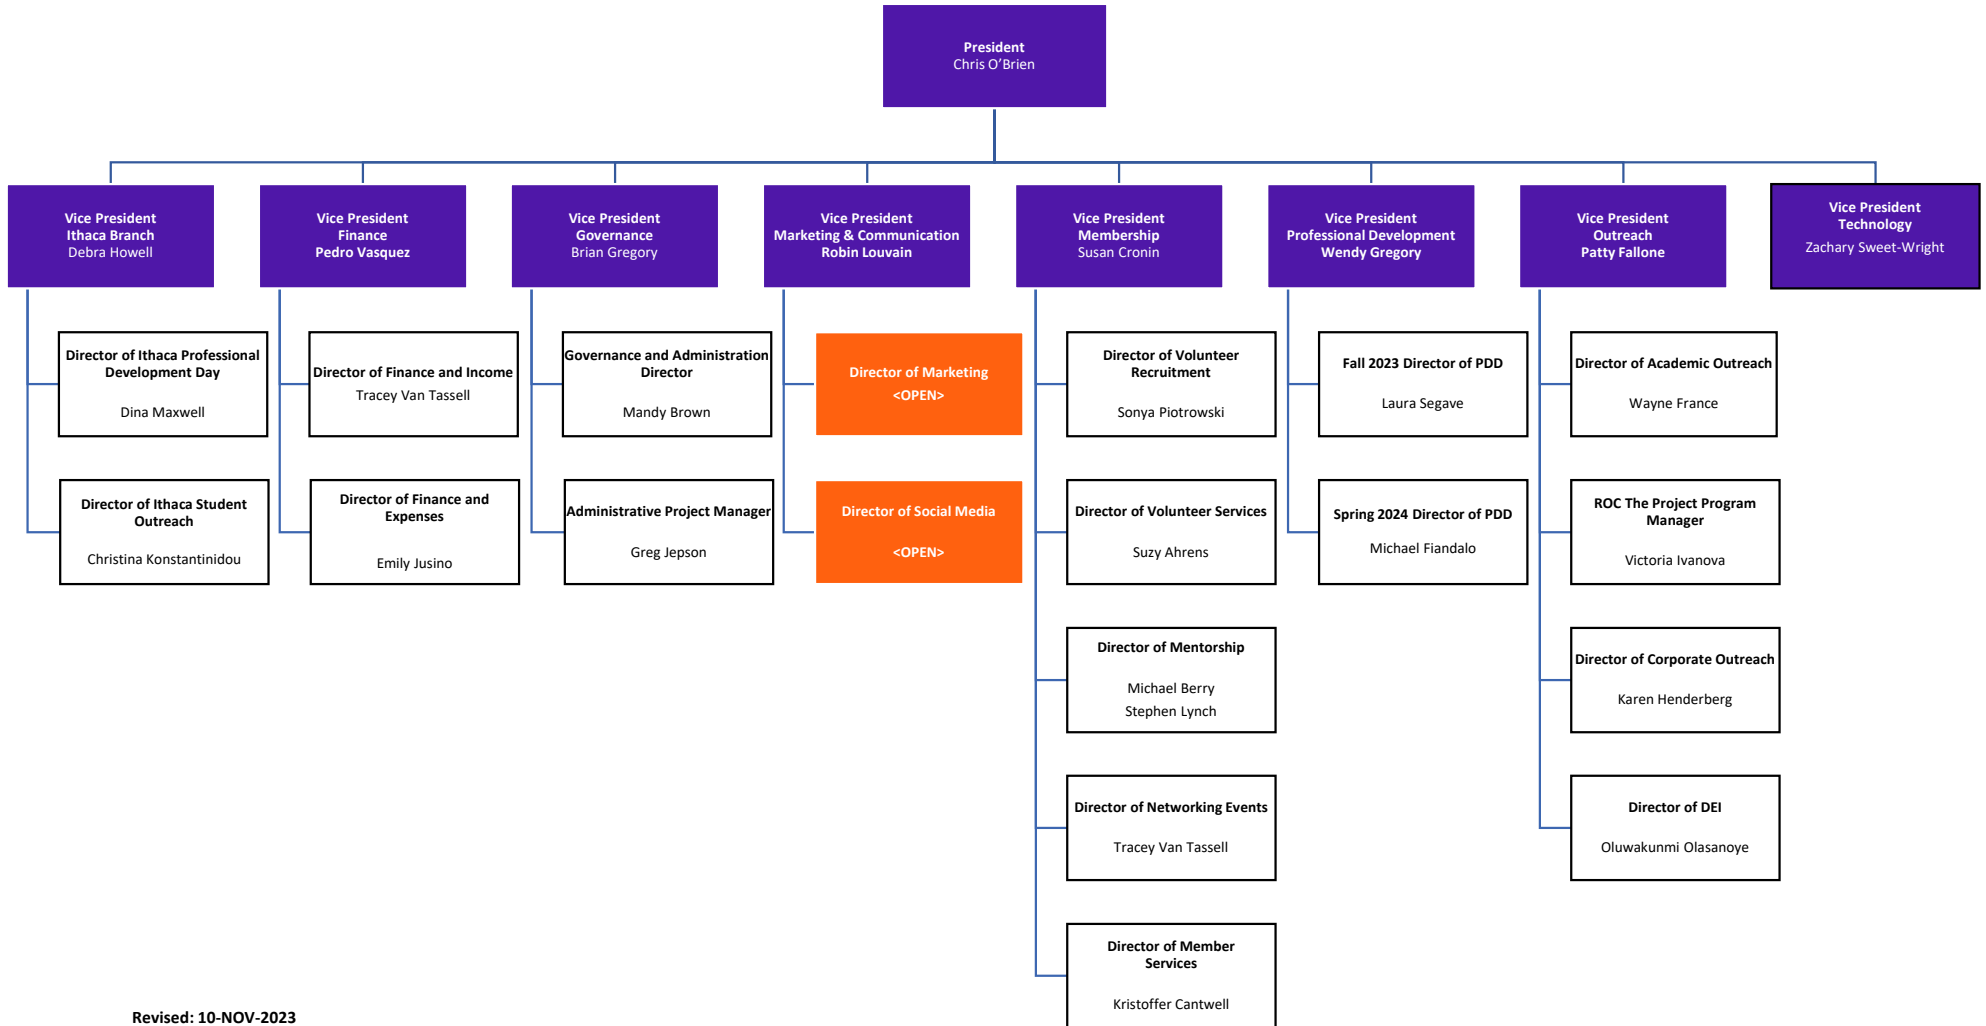 President
Chris O’Brien
Vice President
Ithaca Branch
Debra Howell
Vice President
Finance
Pedro Vasquez
Vice President
Governance
Brian Gregory
Vice President
Marketing & Communication
Robin Louvain
Vice President
Membership
Susan Cronin
Vice President
Professional Development
Wendy Gregory
Vice President
Outreach
Patty Fallone
Vice President
Technology
Zachary Sweet-Wright
Director of Ithaca Professional
Development Day
Dina Maxwell
Director of Finance and Income
Tracey Van Tassell
Governance and Administration
Director
Mandy Brown
Director of Marketing
<OPEN>
Director of Volunteer
Recruitment
Sonya Piotrowski
Fall 2023 Director of PDD
Laura Segave
Director of Academic Outreach
Wayne France
Director of Ithaca Student
Outreach
Christina Konstantinidou
Director of Finance and
Expenses
Emily Jusino
Administrative Project Manager
Greg Jepson
Director of Social Media
<OPEN>
Director of Volunteer Services
Suzy Ahrens
Spring 2024 Director of PDD
Michael Fiandalo
ROC The Project Program
Manager
Victoria Ivanova
Director of Mentorship
Michael Berry
Stephen Lynch
Director of Corporate Outreach
Karen Henderberg
Director of Networking Events
Tracey Van Tassell
Director of DEI
Oluwakunmi Olasanoye
Director of Member
Services
Kristoffer Cantwell
Revised: 10-NOV-2023